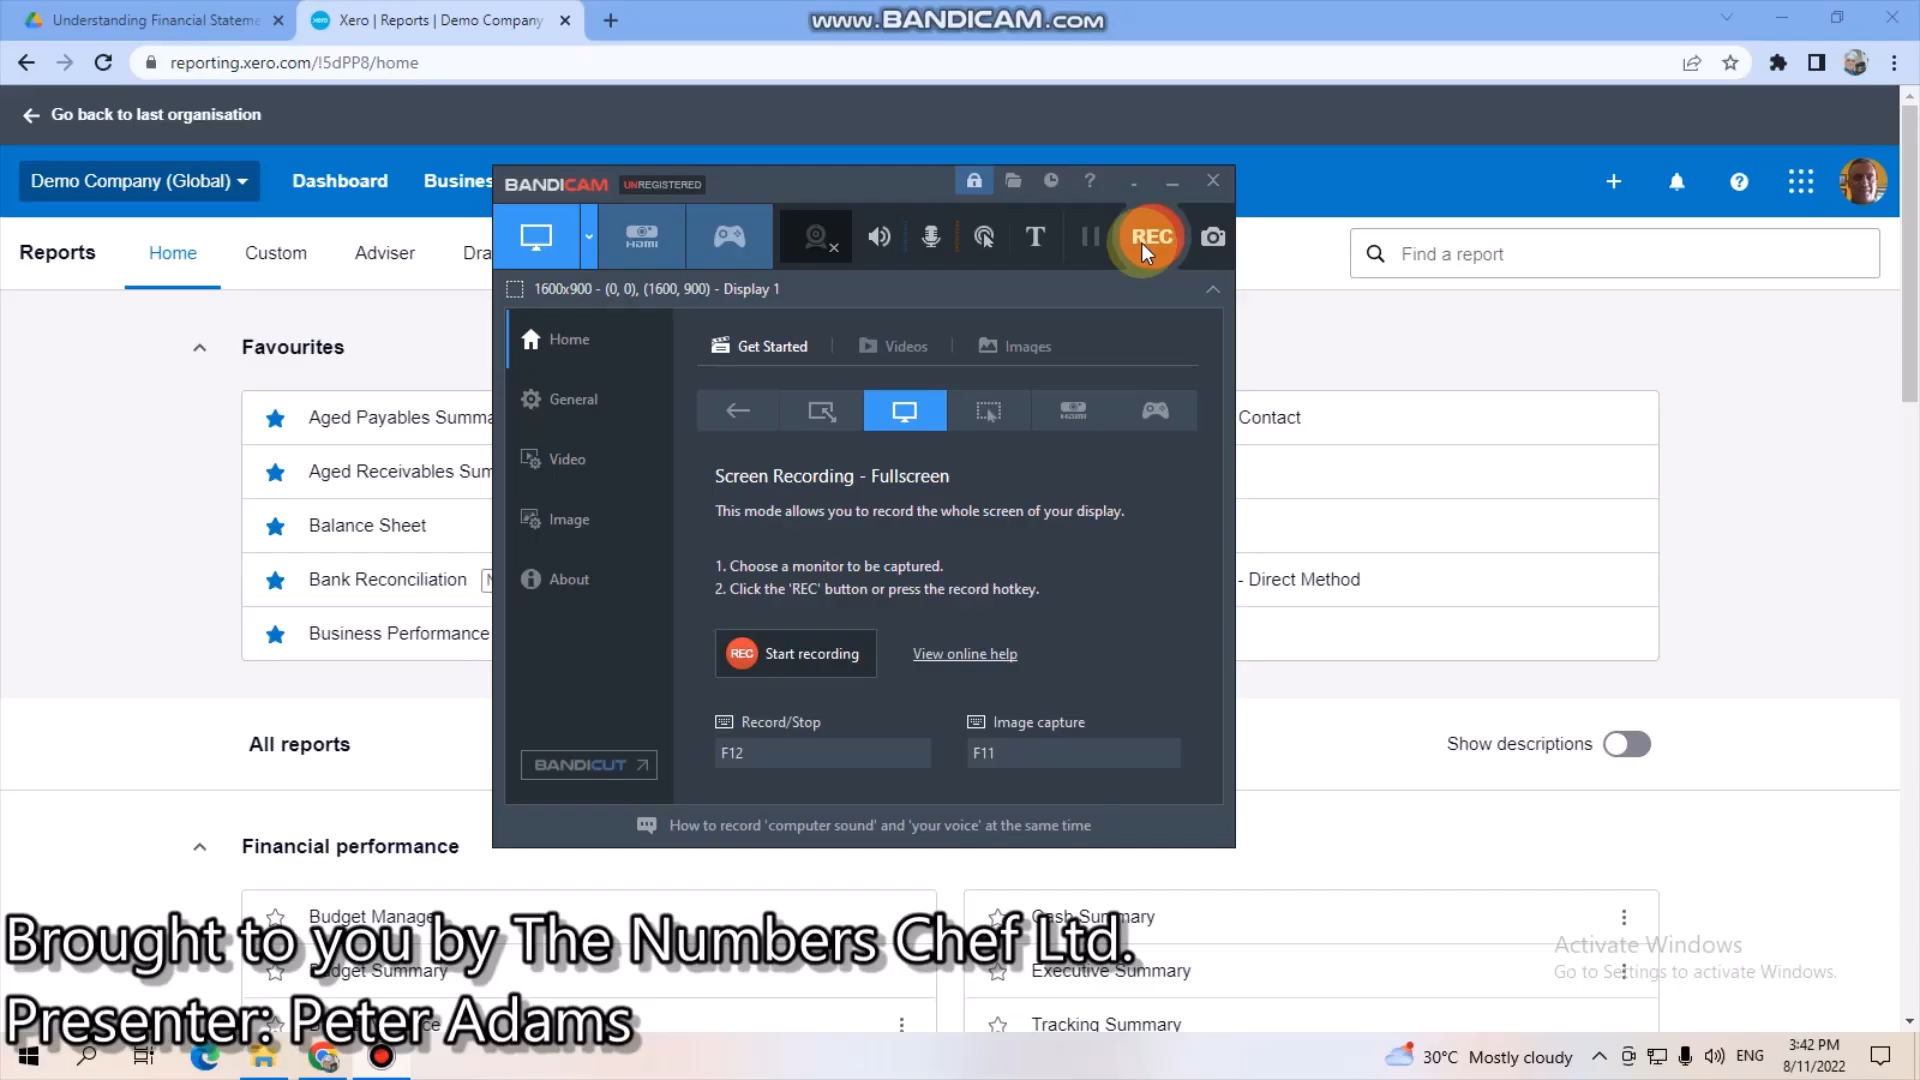 Understanding Financial Stateme
Xero | Reports | Demo Company
www.BANDICAM.com
reporting.xero.com/!5dPP8/home
Go back to last organisation
Demo Company (Global)
Dashboard
Busines
BANDICAM
UNREGISTERED
REC
Reports
Home
Custom
Adviser
Dra
Find a report
1600x900 - (0, 0), (1600, 900) - Display 1
Home
General
Video
Image
About
BANDICUT
Get Started
Videos
Images
HDMI
Screen Recording - Fullscreen
This mode allows you to record the whole screen of your display.
1. Choose a monitor to be captured.
2. Click the 'REC' button or press the record hotkey.
REC Start recording
View online help
Record/Stop
Image capture
F12
F11
How to record 'computer sound' and 'your voice' at the same time
Favourites
Aged Payables Summa
Contact
Aged Receivables Sum
Balance Sheet
Bank Reconciliation
- Direct Method
Business Performance
All reports
Show descriptions
Financial performance
Budget Manage
Cash Summary
Budget Summary
Executive Summary
Tracking Summary
Brought to you by The Numbers Chef Ltd.
Presenter: Peter Adams
Activate Windows
Go to Settings to activate Windows.
30°C Mostly cloudy
ENG
3:42 PM
8/11/2022